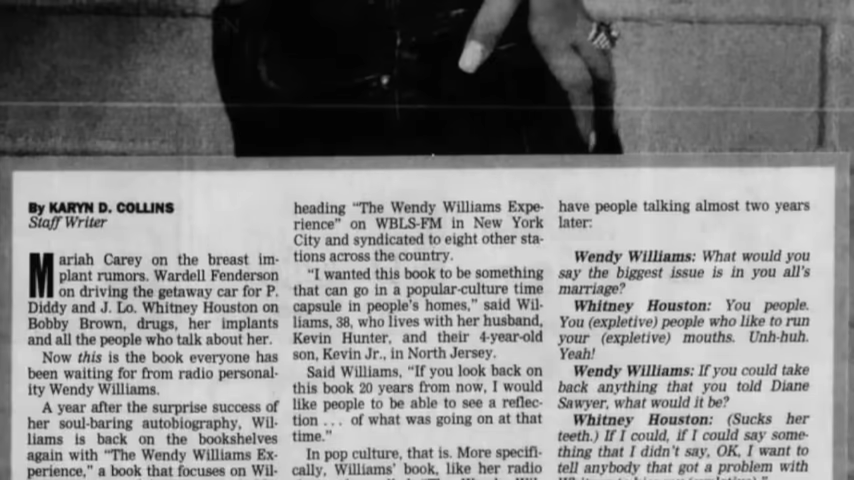 By KARYN D. COLLINS
Staff Writer
Mariah Carey on the breast im-
plant rumors. Wardell Fenderson
on driving the getaway car for P.
Diddy and J. Lo. Whitney Houston on
Bobby Brown, drugs, her implants
and all the people who talk about her.
Now this is the book everyone has
been waiting for from radio personal-
ity Wendy Williams.
A year after the surprise success of
her soul-baring autobiography, Wil-
liams is back on the bookshelves
again with "The Wendy Williams Ex-
perience," a book that focuses on Wil-
heading "The Wendy Williams Expe-
rience" on WBLS-FM in New York
City and syndicated to eight other sta-
tions across the country.
"I wanted this book to be something
that can go in a popular-culture time
capsule in people's homes," said Wil-
liams, 38, who lives with her husband,
Kevin Hunter, and their 4-year-old
son, Kevin Jr., in North Jersey.
Said Williams, "If you look back on
this book 20 years from now, I would
like people to be able to see a reflec-
tion . . . of what was going on at that
time."
In pop culture, that is. More specifi-
cally, Williams' book, like her radio
have people talking almost two years
later:
Wendy Williams: What would you
say the biggest issue is in you all's
marriage?
Whitney Houston: You people.
You (expletive) people who like to run
your (expletive) mouths. Unh-huh.
Yeah!
Wendy Williams: If you could take
back anything that you told Diane
Sawyer, what would it be?
Whitney Houston: (Sucks her
teeth.) If I could, if I could say some-
thing that I didn't say, OK, I want to
tell anybody that got a problem with